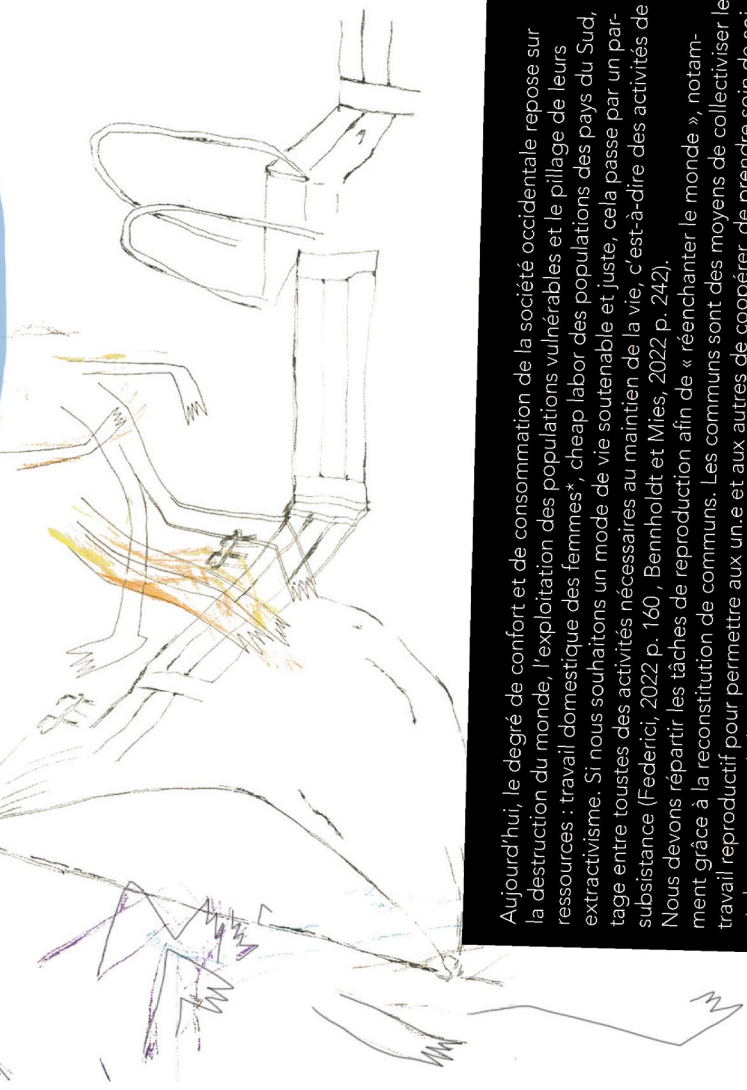 Aujourd'hui, le degré de confort et de consommation de la société occidentale repose sur
la destruction du monde, l'exploitation des populations vulnérables et le pillage de leurs
ressources : travail domestique des femmes*, cheap labor des populations des pays du Sud,
extractivisme. Si nous souhaitons un mode de vie soutenable et juste, cela passe par un par-
tage entre toustes des activités nécessaires au maintien de la vie, c'est-à-dire des activités de
subsistance (Federici, 2022 p. 160 , Bennholdt et Mies, 2022 p. 242).
Nous devons répartir les tâches de reproduction afin de « réenchanter le monde », notam-
ment grâce à la reconstitution de communs. Les communs sont des moyens de collectiviser le
travail reproductif pour permettre aux un.e et aux autres de coopérer, de prendre soin de soi